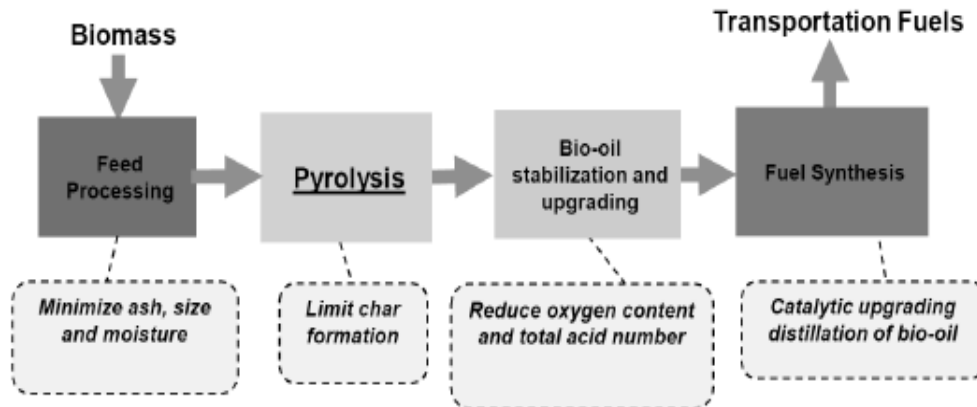 Biomass
Transportation Fuels
Feed
Processing
Pyrolysis
Bio-oil
stabilization and
upgrading
Fuel Synthesis
Minimize ash, size
and moisture
Limit char
formation
Reduce oxygen content
and total acid number
Catalytic upgrading
distillation of bio-oil